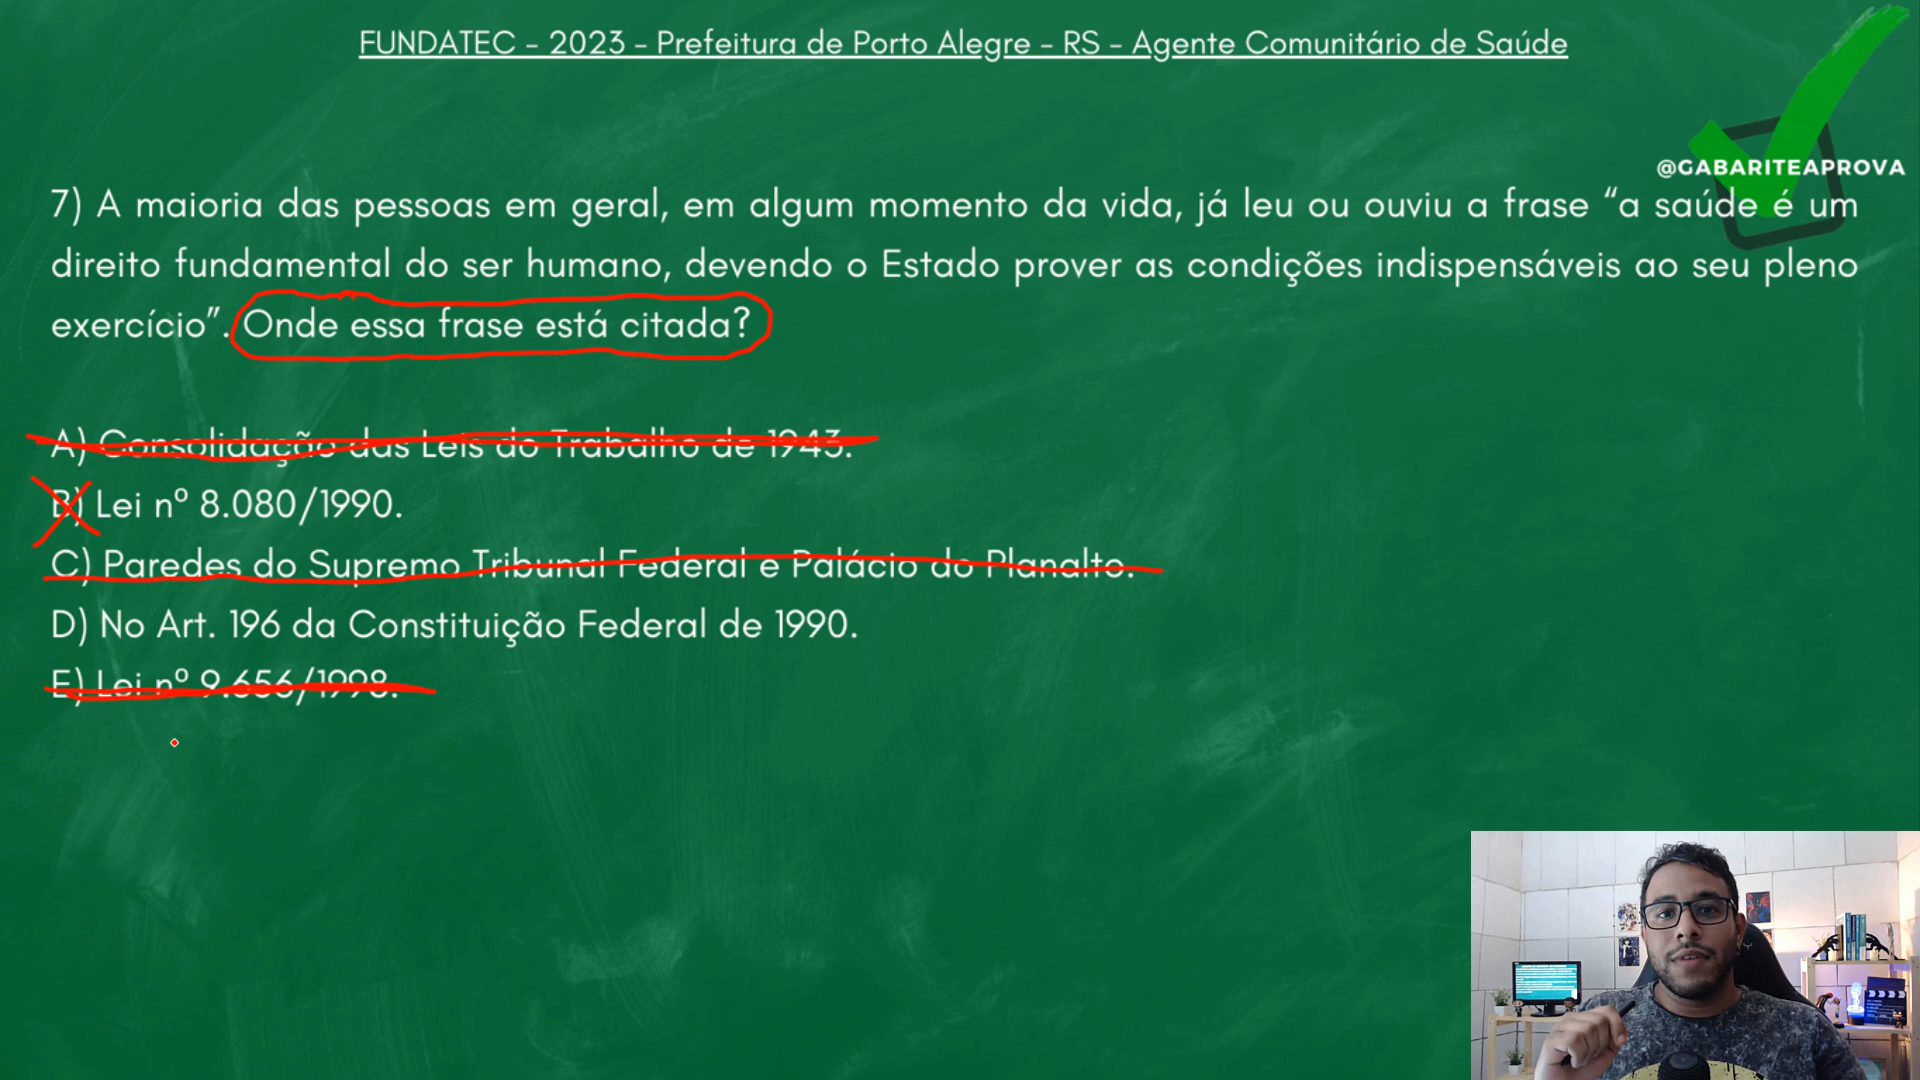 FUNDATEC - 2023 - Prefeitura de Porto Alegre - RS - Agente Comunitário de Saúde
@GABARITEAPROVA
7) A maioria das pessoas em geral, em algum momento da vida, já leu ou ouviu a frase “a saúde é um
direito fundamental do ser humano, devendo o Estado prover as condições indispensáveis ao seu pleno
exercício”. Onde essa frase está citada?
A) Consolidação das Leis do Trabalho de 1943.
B) Lei nº 8.080/1990.
C) Paredes do Supremo Tribunal Federal e Palácio do Planalto.
D) No Art. 196 da Constituição Federal de 1990.
E) Lei nº 9.656/1998.